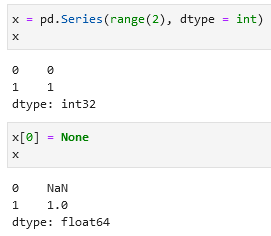 x = pd.Series(range(2), dtype = int)
x
0    0
1    1
dtype: int32
x[0] = None
x
0    NaN
1    1.0
dtype: float64